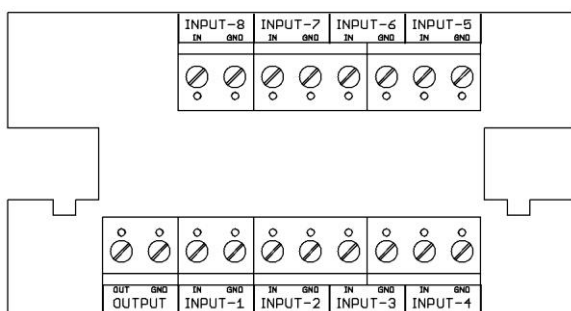 INPUT-8 INPUT-7 INPUT-6 INPUT-5
IN GND IN GND IN GND IN GND
OUT GND IN GND IN GND IN GND IN GND
OUTPUT INPUT-1 INPUT-2 INPUT-3 INPUT-4